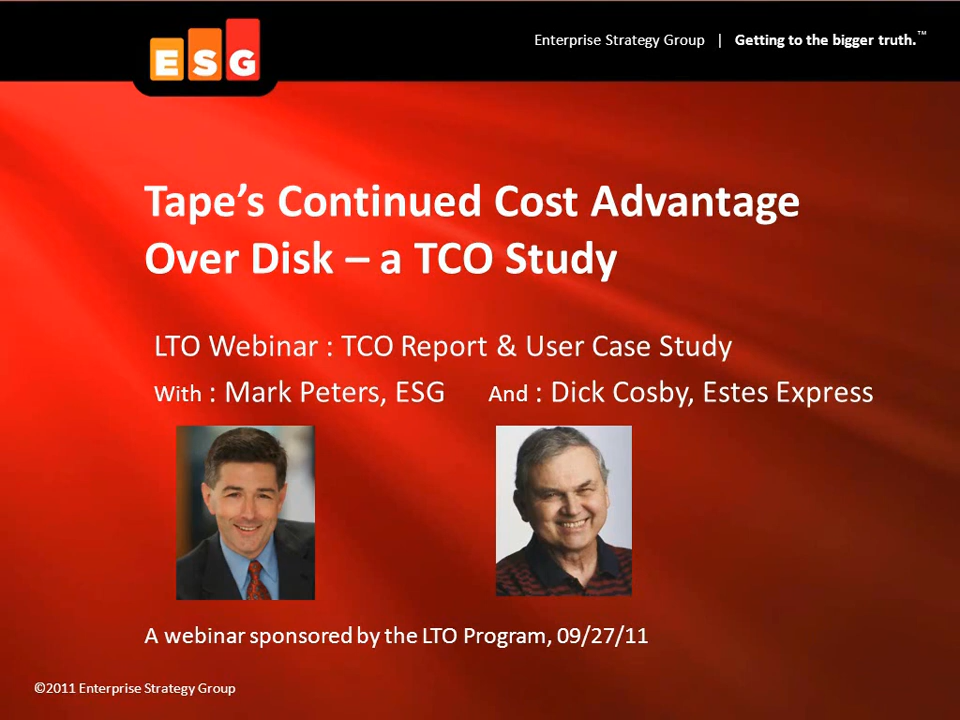 ESG
Enterprise Strategy Group | Getting to the bigger truth.™
Tape’s Continued Cost Advantage
Over Disk – a TCO Study
LTO Webinar : TCO Report & User Case Study
With : Mark Peters, ESG And : Dick Cosby, Estes Express
A webinar sponsored by the LTO Program, 09/27/11
©2011 Enterprise Strategy Group